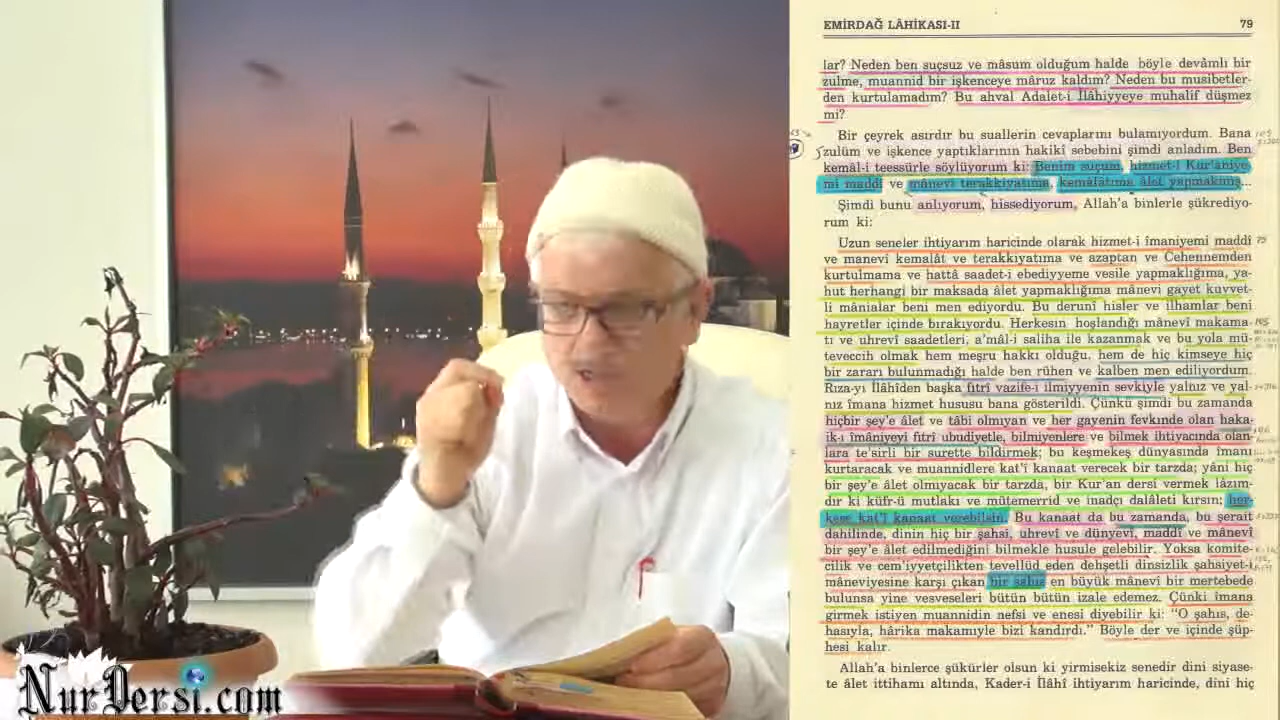 EMİRDAĞ LÂHİKASI-II 79
lar? Neden ben suçsuz ve mâsum olduğum halde böyle devâmlı bir
zulme, muannid bir işkenceye mâruz kaldım? Neden bu musibetler-
den kurtulamadım? Bu ahval Adalet-i İlâhiyyeye muhalif düşmez
mi?
Bir çeyrek asırdır bu suallerin cevaplarını bulamıyordum. Bana
zulüm ve işkence yaptıklarının hakikî sebebini şimdi anladım. Ben
kemâl-i teessürle söylüyorum ki: Benim suçum, hizmet-i Kur'aniye-
mi maddî ve mânevî terakkiyatıma, kemâlâtıma âlet yapmakmış...
Şimdi bunu anlıyorum, hissediyorum, Allah'a binlerle şükrediyo-
rum ki:
Uzun seneler ihtiyarım haricinde olarak hizmet-i îmaniyemi maddî
ve manevî kemalât ve terakkiyatıma ve azaptan ve Cehennemden
kurtulmama ve hattâ saadet-i ebediyyeme vesile yapmaklığıma, ya-
hut herhangi bir maksada âlet yapmaklığıma mânevi gayet kuvvet-
li mânialar beni men ediyordu. Bu derunî hisler ve ilhamlar beni
hayretler içinde bırakıyordu. Herkesin hoşlandığı mânevî makama-
tı ve uhrevî saadetleri, a'mâl-i saliha ile kazanmak ve bu yola mü-
teveccih olmak hem meşru hakkı olduğu, hem de hiç kimseye hiç
bir zararı bulunmadığı halde ben rûhen ve kalben men ediliyordum.
Rıza-yı İlâhîden başka fıtrî vazife-i ilmiyyenin sevkiyle yalnız ve yal-
nız îmana hizmet hususu bana gösterildi. Çünkü şimdi bu zamanda
hiçbir şey'e âlet ve tâbi olmıyan ve her gayenin fevkınde olan haka-
ik-ı îmâniyeyi fıtrî ubudiyetle, bilmiyenlere ve bilmek ihtiyacında olan-
lara te'sirli bir surette bildirmek; bu keşmekeş dünyasında îmanı
kurtaracak ve muannidlere kat'î kanaat verecek bir tarzda; yâni hiç
bir şey'e âlet olmıyacak bir tarzda, bir Kur'an dersi vermek lâzım-
dır ki küfr-ü mutlakı ve mütemerrid ve inadçı dalâleti kırsın; her-
kese kat'î kanaat verebilsin. Bu kanaat da bu zamanda, bu şerait
dahilinde, dinin hiç bir şahsî, uhrevî ve dünyevî, maddî ve mânevî
bir şey'e âlet edilmediğini bilmekle husule gelebilir. Yoksa komite-
cilik ve cem'iyyetçilikten tevellüd eden dehşetli dinsizlik şahsiyet-i
mâneviyesine karşı çıkan bir şahıs en büyük mânevî bir mertebede
bulunsa yine vesveseleri bütün bütün izale edemez. Çünki îmana
girmek istiyen muannidin nefsi ve enesi diyebilir ki: "O şahıs, de-
hasıyla, hârika makamıyle bizi kandırdı." Böyle der ve içinde şüp-
hesi kalır.
Allah'a binlerce şükürler olsun ki yirmisekiz senedir dini siyase-
te âlet ittihamı altında, Kader-i İlâhî ihtiyarım haricinde, dini hiç
NurDersi.com